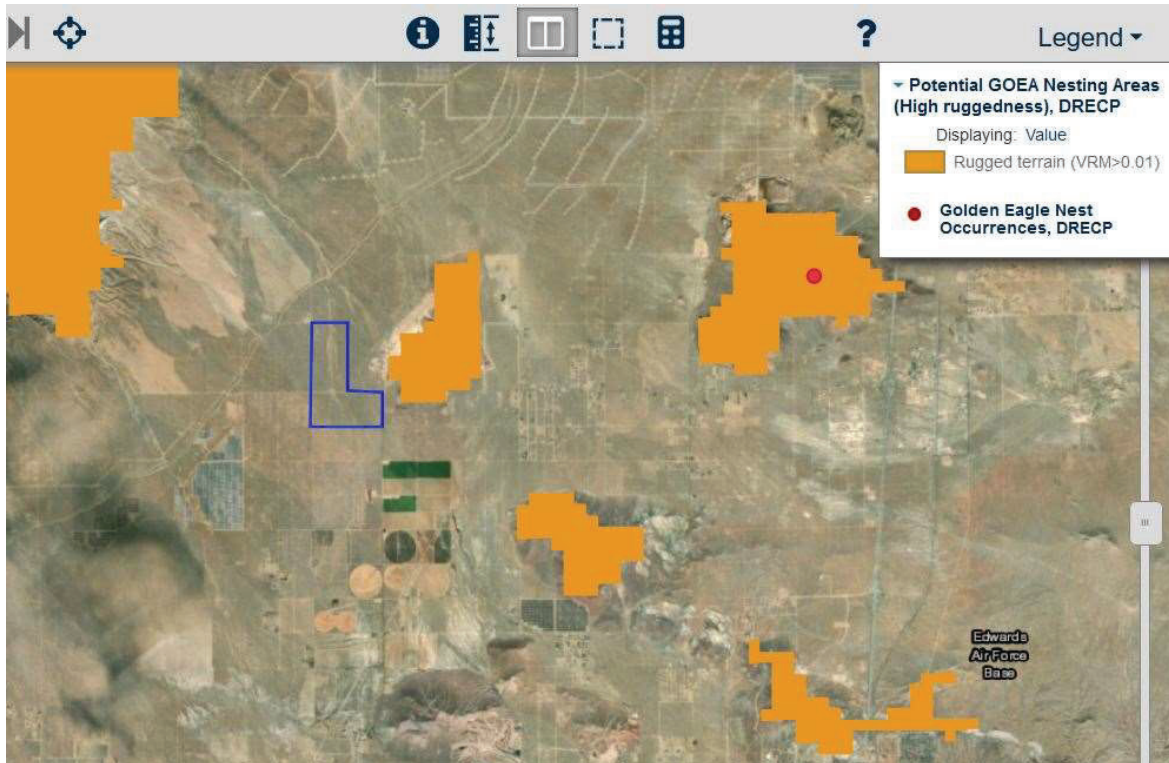 Legend
Potential GOEA Nesting Areas
(High ruggedness), DRECP
Displaying: Value
Rugged terrain (VRM>0.01)
Golden Eagle Nest
Occurrences, DRECP
Edwards
Air Force
Base